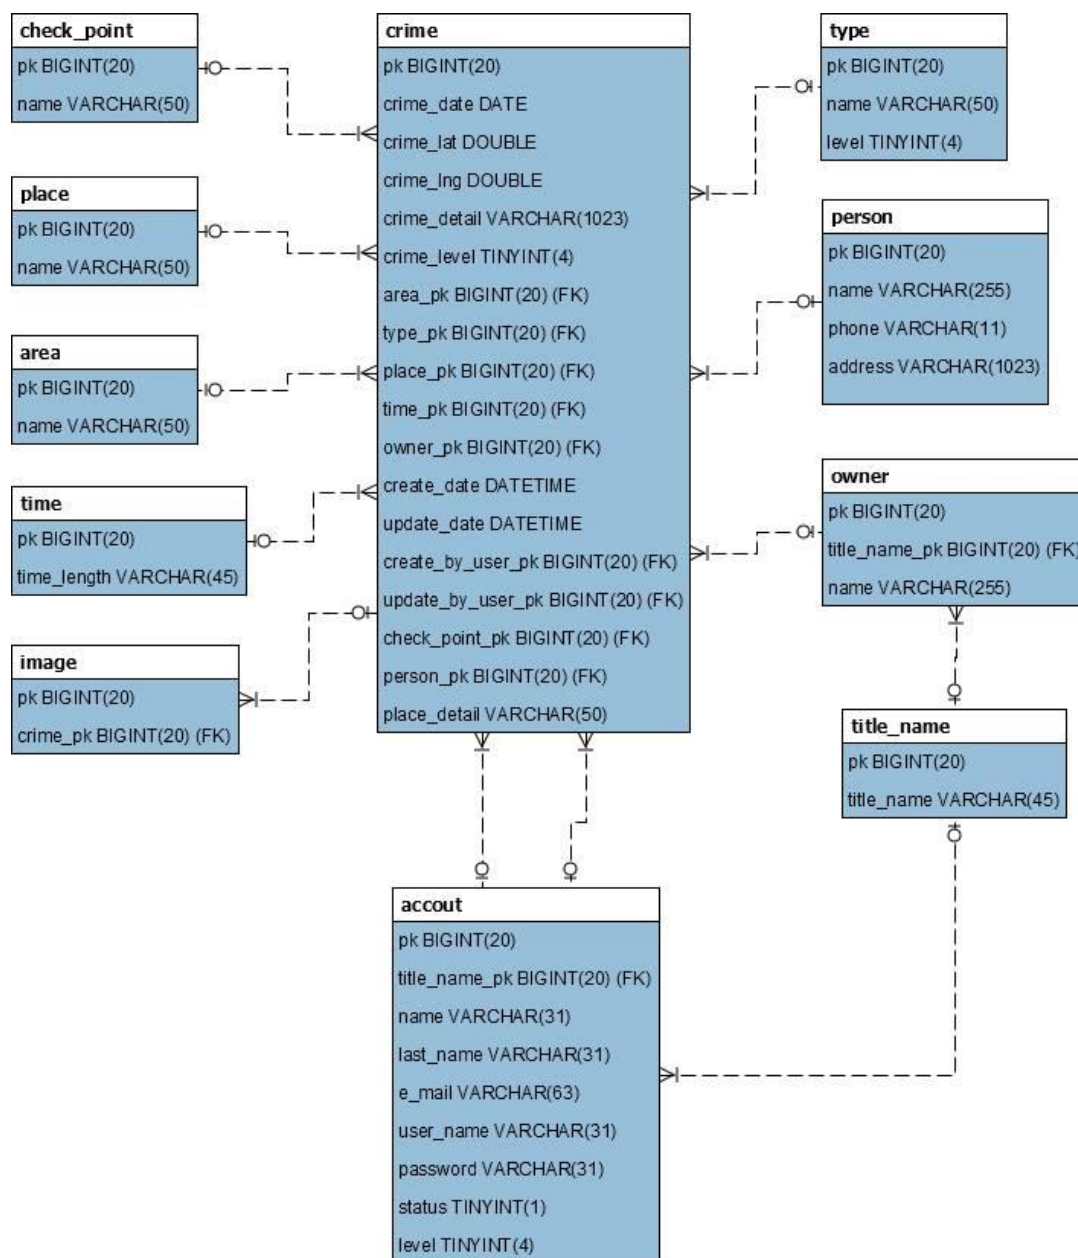 check_point
pk BIGINT(20)
name VARCHAR(50)
place
pk BIGINT(20)
name VARCHAR(50)
area
pk BIGINT(20)
name VARCHAR(50)
time
pk BIGINT(20)
time_length VARCHAR(45)
image
pk BIGINT(20)
crime_pk BIGINT(20) (FK)
crime
pk BIGINT(20)
crime_date DATE
crime_lat DOUBLE
crime_lng DOUBLE
crime_detail VARCHAR(1023)
crime_level TINYINT(4)
area_pk BIGINT(20) (FK)
type_pk BIGINT(20) (FK)
place_pk BIGINT(20) (FK)
time_pk BIGINT(20) (FK)
owner_pk BIGINT(20) (FK)
create_date DATETIME
update_date DATETIME
create_by_user_pk BIGINT(20) (FK)
update_by_user_pk BIGINT(20) (FK)
check_point_pk BIGINT(20) (FK)
person_pk BIGINT(20) (FK)
place_detail VARCHAR(50)
type
pk BIGINT(20)
name VARCHAR(50)
level TINYINT(4)
person
pk BIGINT(20)
name VARCHAR(255)
phone VARCHAR(11)
address VARCHAR(1023)
owner
pk BIGINT(20)
title_name_pk BIGINT(20) (FK)
name VARCHAR(255)
title_name
pk BIGINT(20)
title_name VARCHAR(45)
accout
pk BIGINT(20)
title_name_pk BIGINT(20) (FK)
name VARCHAR(31)
last_name VARCHAR(31)
e_mail VARCHAR(63)
user_name VARCHAR(31)
password VARCHAR(31)
status TINYINT(1)
level TINYINT(4)